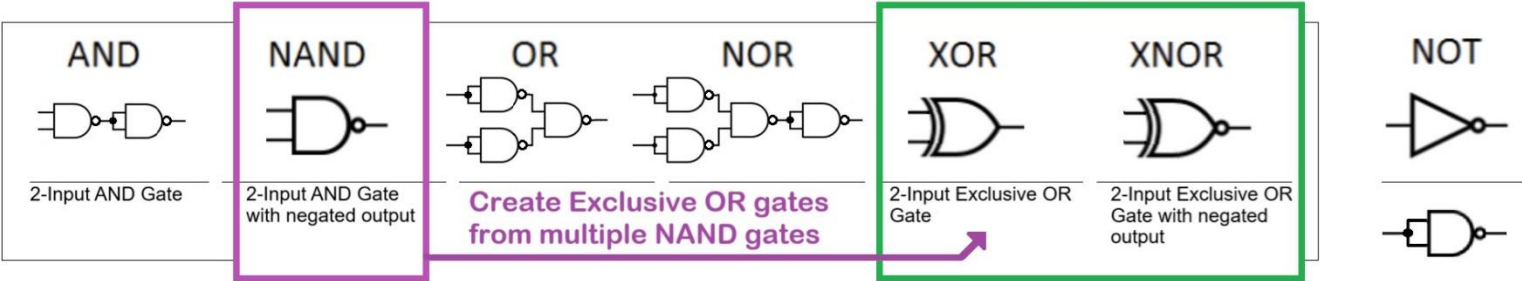 AND
NAND
OR
NOR
XOR
XNOR
NOT
2-Input AND Gate
2-Input AND Gate
with negated output
Create Exclusive OR gates
from multiple NAND gates
2-Input Exclusive OR
Gate
2-Input Exclusive OR
Gate with negated
output